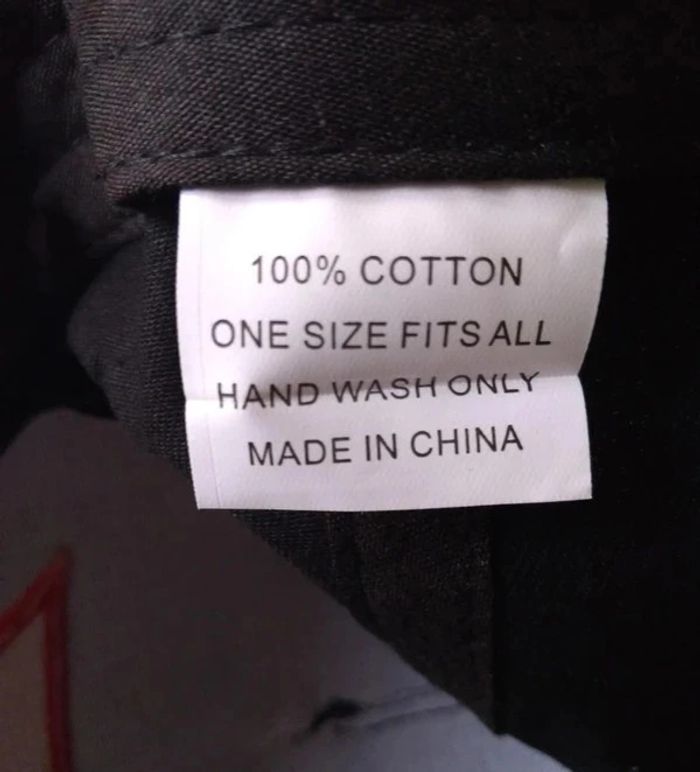 100% COTTON
ONE SIZE FITS ALL
HAND WASH ONLY
MADE IN CHINA